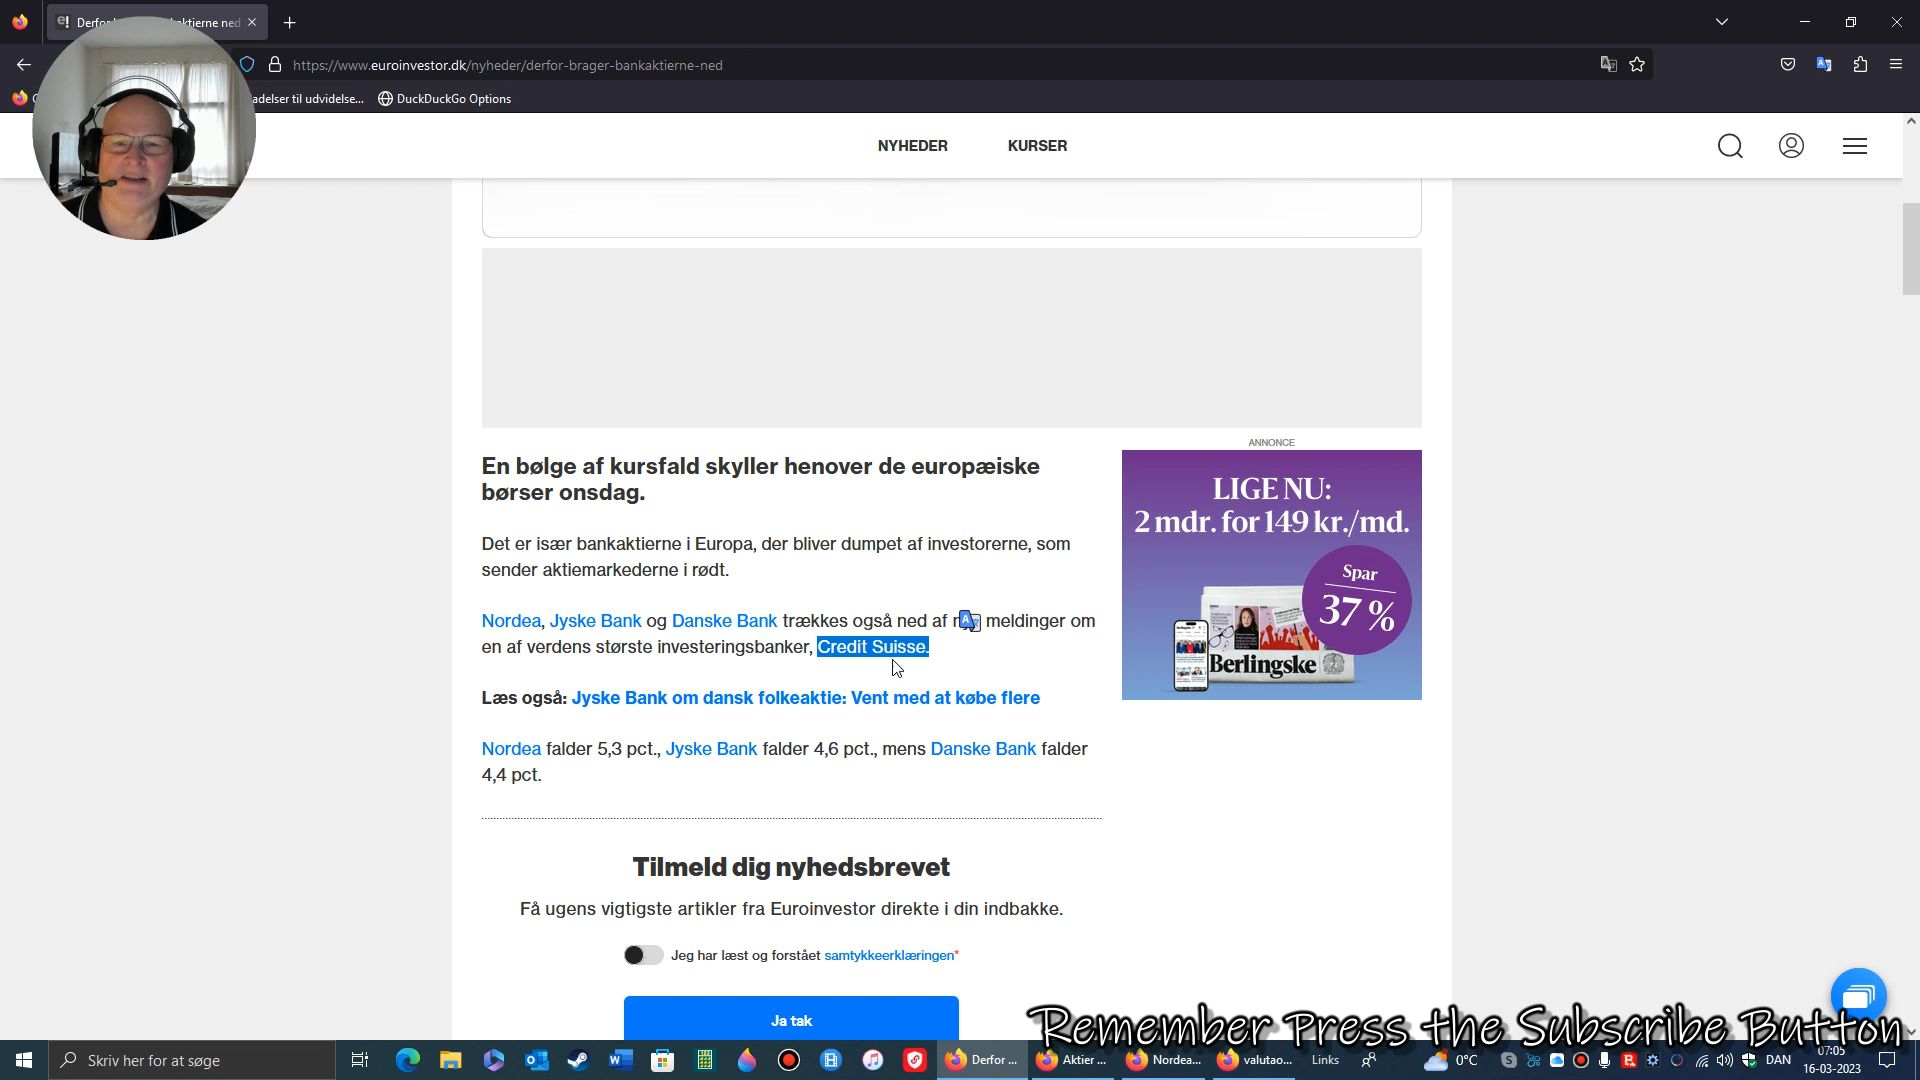 Derfor
ktierne ned
https://www.euroinvestor.dk/nyheder/derfor-brager-bankaktierne-ned
adelser til udvidelse...
DuckDuckGo Options
NYHEDER
KURSER
ANNONCE
En bølge af kursfald skyller henover de europæiske
børser onsdag.
Det er især bankaktierne i Europa, der bliver dumpet af investorerne, som
sender aktiemarkederne i rødt.
Nordea, Jyske Bank og Danske Bank trækkes også ned af meldinger om
en af verdens største investeringsbanker, Credit Suisse.
Læs også: Jyske Bank om dansk folkeaktie: Vent med at købe flere
Nordea falder 5,3 pct., Jyske Bank falder 4,6 pct., mens Danske Bank falder
4,4 pct.
LIGE NU:
2 mdr. for 149 kr./md.
Spar
37 %
Berlingske
Tilmeld dig nyhedsbrevet
Få ugens vigtigste artikler fra Euroinvestor direkte i din indbakke.
Jeg har læst og forstået samtykkeerklæringen*
Ja tak
Remember Press the Subscribe Button
Skriv her for at søge
Derfor ...
Aktier ...
Nordea...
valutao...
Links
0°C
DAN
07:05
16-03-2023